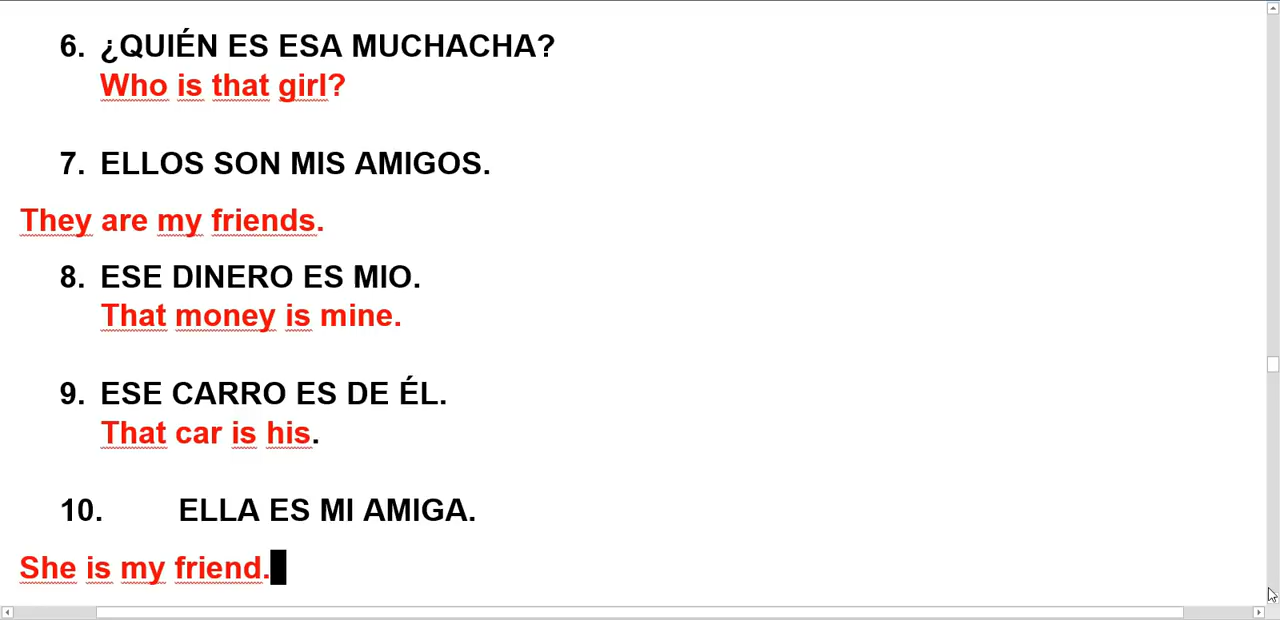 6. ¿QUIÉN ES ESA MUCHACHA?
Who is that girl?
7. ELLOS SON MIS AMIGOS.
They are my friends.
8. ESE DINERO ES MIO.
That money is mine.
9. ESE CARRO ES DE ÉL.
That car is his.
10. ELLA ES MI AMIGA.
She is my friend.